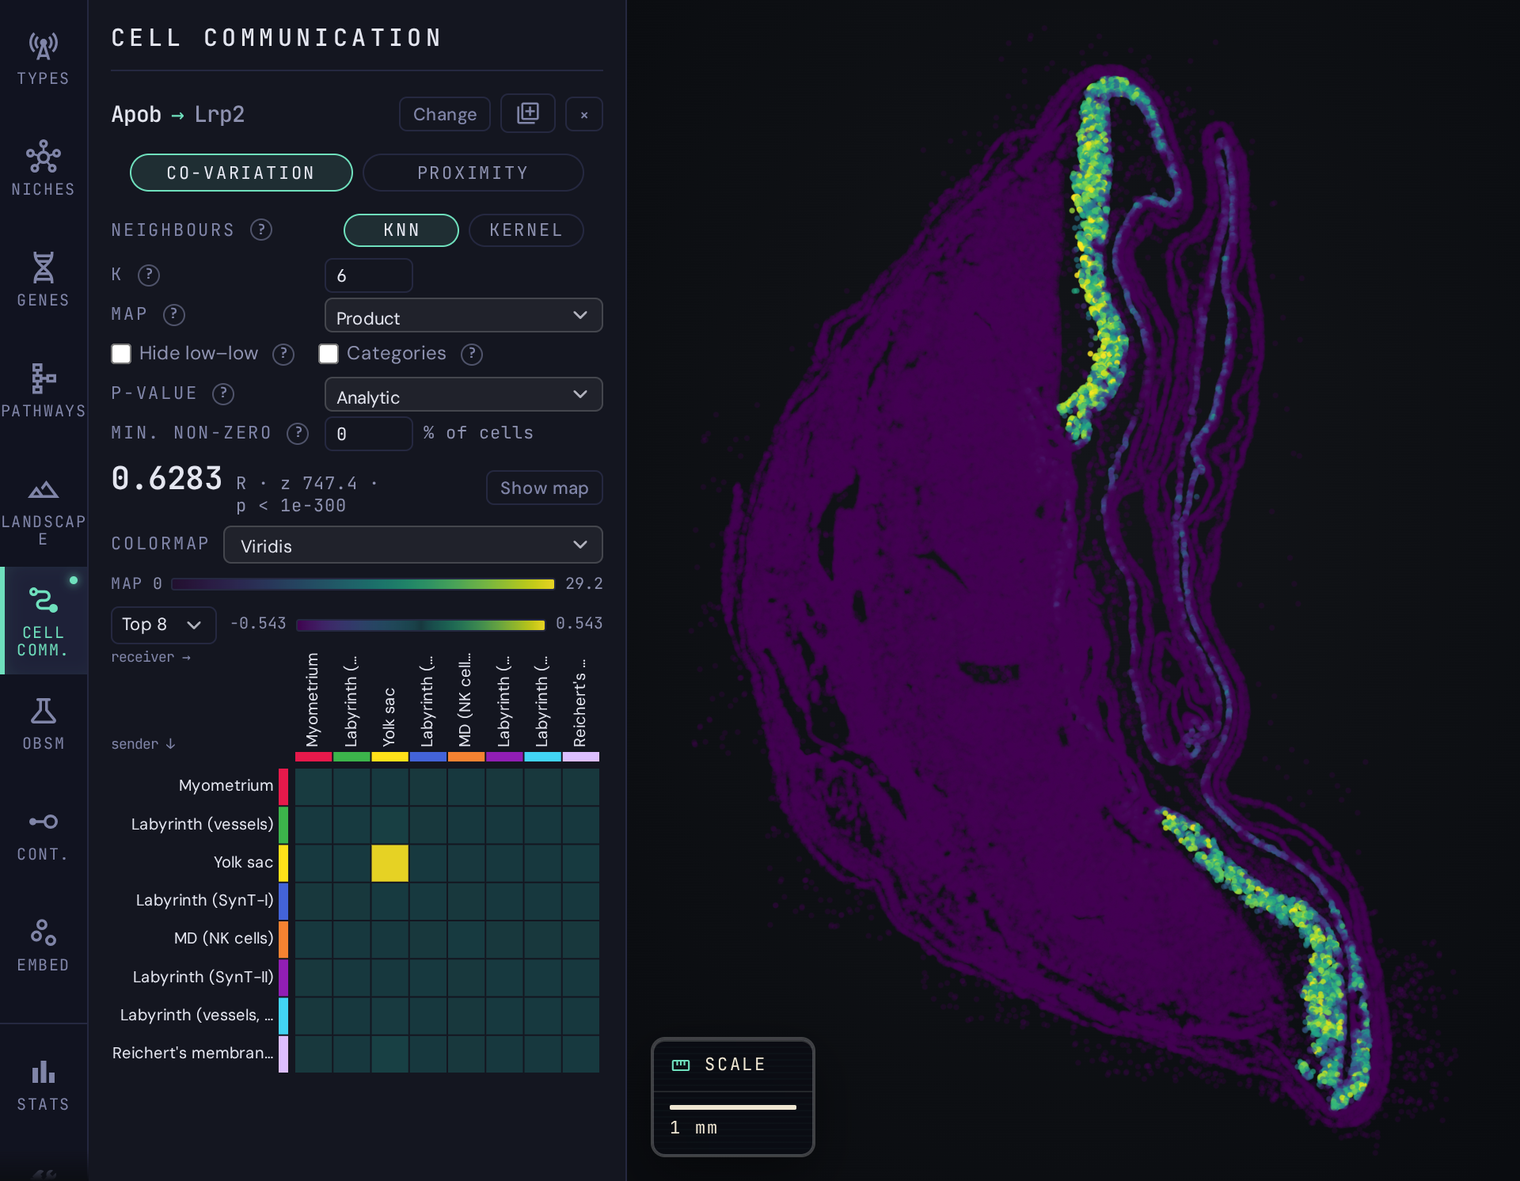 TYPES
NICHES
GENES
PATHWAYS
LANDSCAP
E
CELL
COMM.
OBSM
CONT.
EMBED
STATS
CELL COMMUNICATION
Apob → Lrp2
Change
×
CO-VARIATION
PROXIMITY
NEIGHBOURS ?
KNN
KERNEL
K ?
6
MAP ?
Product
Hide low–low ?
Categories ?
P-VALUE ?
Analytic
MIN. NON-ZERO ?
0
% of cells
0.6283 R · z 747.4 ·
p < 1e-300
Show map
COLORMAP
Viridis
MAP 0
29.2
Top 8
-0.543
0.543
receiver →
sender ↓
Myometrium
Labyrinth (...
Yolk sac
Labyrinth (...
MD (NK cell...
Labyrinth (...
Labyrinth (...
Reichert's ...
Myometrium
Labyrinth (vessels)
Yolk sac
Labyrinth (SynT-I)
MD (NK cells)
Labyrinth (SynT-II)
Labyrinth (vessels, ...
Reichert's membran...
SCALE
1 mm